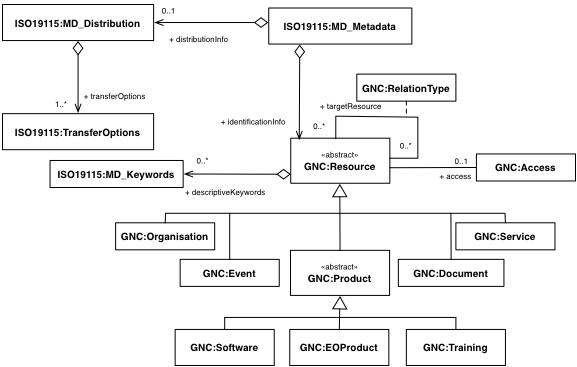 0..1
ISO19115:MD_Distribution
ISO19115:MD_Metadata
+ distributionInfo
GNC:RelationType
+ transferOptions
1..*
+ targetResource
+ identificationInfo
0..*
ISO19115:TransferOptions
0..*
«abstract»
GNC:Resource
0..*
0..1
ISO19115:MD_Keywords
GNC:Access
+ access
+ descriptiveKeywords
GNC:Organisation
GNC:Service
«abstract»
GNC:Product
GNC:Event
GNC:Document
GNC:Software
GNC:EOProduct
GNC:Training